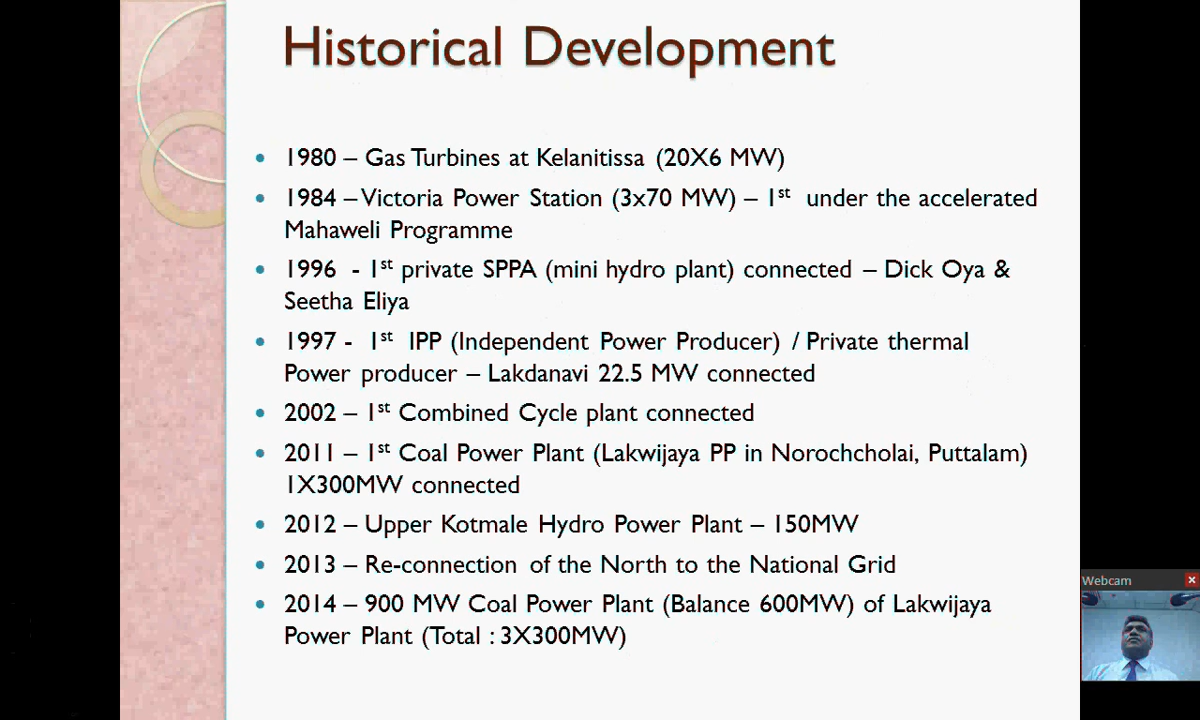 Historical Development
• 1980 – Gas Turbines at Kelanitissa (20X6 MW)
• 1984 – Victoria Power Station (3x70 MW) – 1st under the accelerated
Mahaweli Programme
• 1996 - 1st private SPPA (mini hydro plant) connected – Dick Oya &
Seetha Eliya
• 1997 - 1st IPP (Independent Power Producer) / Private thermal
Power producer – Lakdanavi 22.5 MW connected
• 2002 – 1st Combined Cycle plant connected
• 2011 – 1st Coal Power Plant (Lakwijaya PP in Norochcholai, Puttalam)
1X300MW connected
• 2012 – Upper Kotmale Hydro Power Plant – 150MW
• 2013 – Re-connection of the North to the National Grid
• 2014 – 900 MW Coal Power Plant (Balance 600MW) of Lakwijaya
Power Plant (Total : 3X300MW)
Webcam